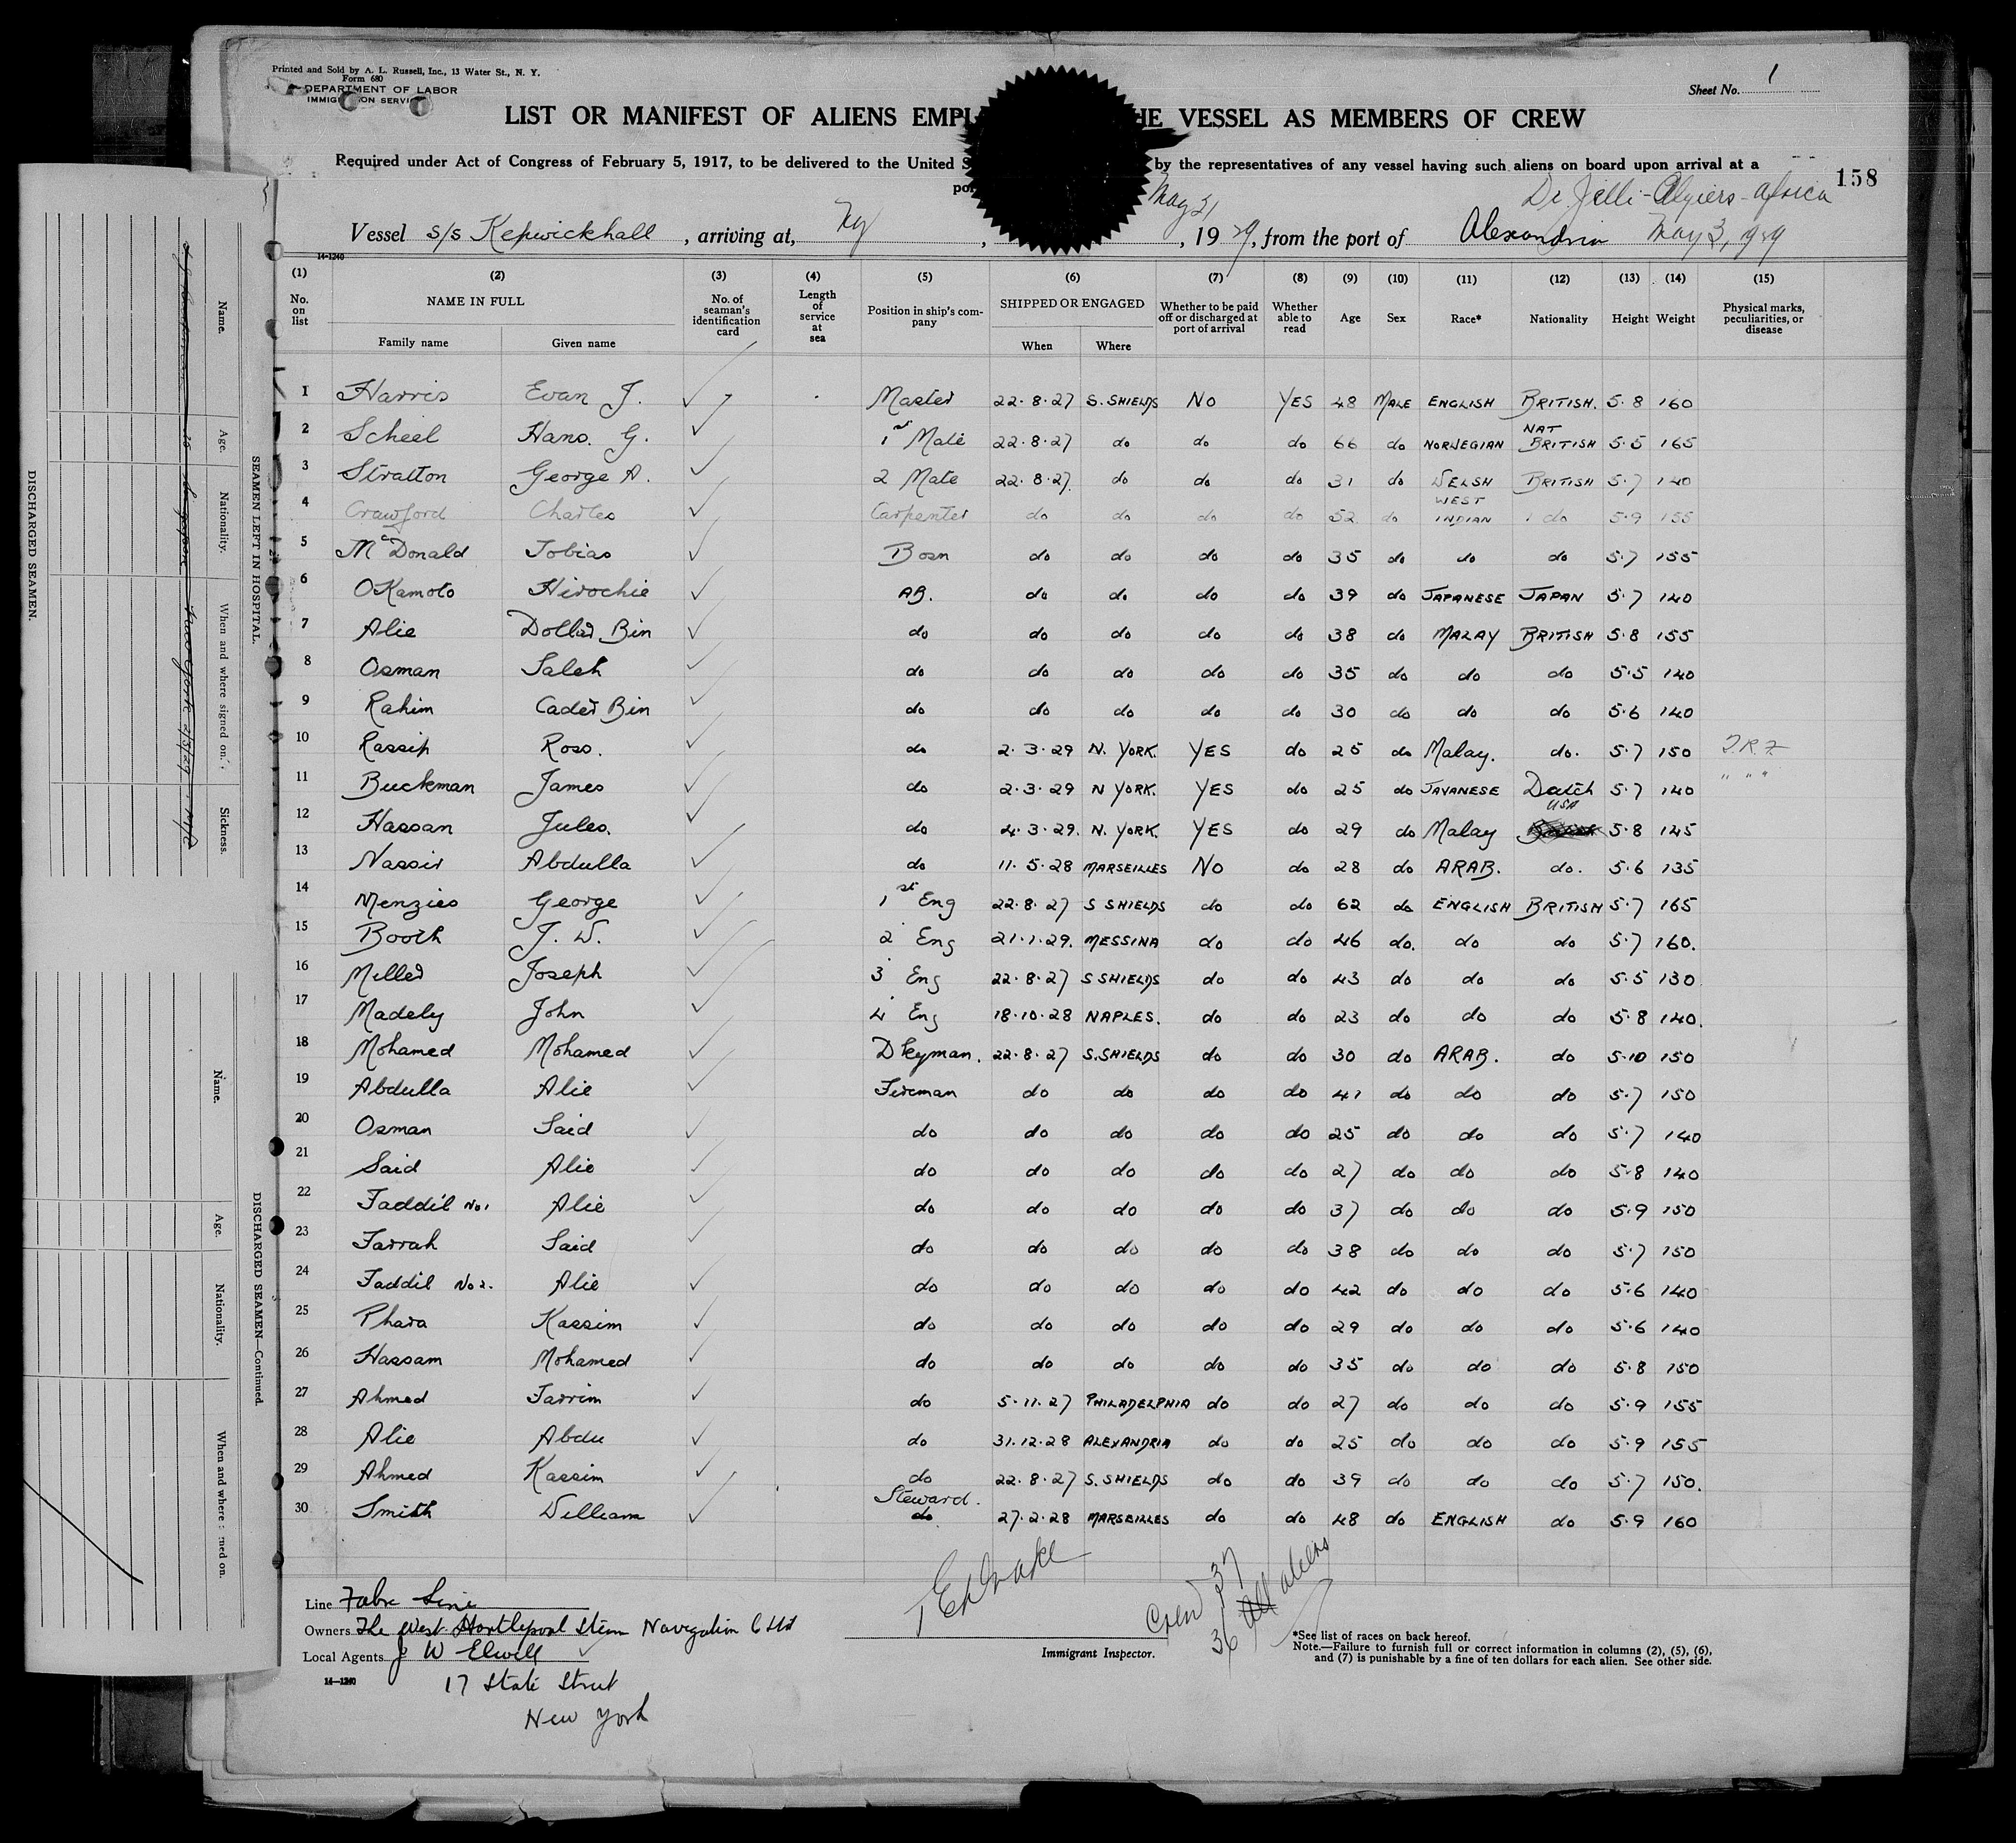 Printed and Sold by A. L. Russell, Inc., 13 Water St., N. Y.
Form 680
DEPARTMENT OF LABOR
Sheet No. 1
LIST OR MANIFEST OF ALIENS VESSEL AS MEMBERS OF CREW
Required under Act of Congress of February 5, 1917, to be delivered to the United by the representatives of any vessel having such aliens on board upon arrival at a
158
May 31 Algiers - Africa
Vessel s/s Kepwickhall, arriving at, Ny, , 1929, from the port of Alexandria May 3, 1929
14-1240
(1) (2) (3) (4) (5) (6) (7) (8) (9) (10) (11) (12) (13) (14) (15)
No. on list NAME IN FULL No. of seaman's identification card Length of service at sea Position in ship's company SHIPPED OR ENGAGED Whether to be paid off or discharged at port of arrival Whether able to read Age Sex Race* Nationality Height Weight Physical marks, peculiarities, or disease
Family name Given name When Where
1 Harris Evan J. Master 22.8.27 S. SHIELDS NO YES 48 MALE ENGLISH BRITISH. 5.8 160
2 Scheel Hans. G. 1st Mate 22.8.27 do do do 66 do NORWEGIAN NAT BRITISH 5.5 165
3 Stratton George A. 2 Mate 22.8.27. do do do 31 do WELSH BRITISH 5.7 140
4 Crawford Charles Carpenter do do do do 52 do WEST INDIAN do 5.9 155
5 McDonald Tobias Bosn do do do do 35 do do do 5.7 155
6 OKamoto Hirochie AB. do do do do 39 do JAPANESE JAPAN 5.7 140
7 Alie Dollar Bin do do do do do 38 do MALAY BRITISH 5.8 155
8 Osman Saleh do do do do do 35 do do do 5.5 140
9 Rahim Cader Bin do do do do do 30 do do do 5.6 140
10 Rassip Ross. do 2.3.29 N. YORK. YES do 25 do Malay. do. 5.7 150
11 Buckman James do 2.3.29 N YORK. YES do 25 do JAVANESE Dutch 5.7 140 " " "
12 Hassan Jules. do 4.3.29. N. YORK. YES do 29 do Malay USA 5.8 145
13 Nassir Abdulla do 11.5.28 MARSEILLES NO do 28 do ARAB. do. 5.6 135
14 Menzies George 1st Eng 22.8.27 S SHIELDS do do 62 do ENGLISH BRITISH 5.7 165
15 Booth J. W. 2 Eng 21.1.29. MESSINA do do 46 do. do do 5.7 160.
16 Miller Joseph 3 Eng 22.8.27 S SHIELDS do do 43 do do do 5.5 130
17 Madely John 4 Eng 18.10.28 NAPLES. do do 23 do do do 5.8 140.
18 Mohamed Mohamed Dkeyman. 22.8.27 S. SHIELDS do do 30 do ARAB. do 5.10 150
19 Abdulla Alie Fireman do do do do 41 do do do 5.7 150
20 Osman Said do do do do do 25 do do do 5.7 140
21 Said Alie do do do do do 27 do do do 5.8 140
22 Faddil No 1 Alie do do do do do 37 do do do 5.9 150
23 Farrah Said do do do do do 38 do do do 5.7 150
24 Faddil No 2. Alie do do do do do 42 do do do 5.6 140
25 Phara Kassim do do do do do 29 do do do 5.6 140
26 Hassam Mohamed do do do do do 35 do do do 5.8 150
27 Ahmed Farrim do 5.11.27 PHILADELPHIA do do 27 do do do 5.9 155
28 Alie Abdu do 31.12.28 ALEXANDRIA do do 25 do do do 5.9 155
29 Ahmed Kassim do 22.8.27 S. SHIELDS do do 39 do do do 5.7 150.
30 Smith William Steward. do 27.2.28 MARSEILLES do do 48 do ENGLISH do 5.9 160
Crew 37
36 All aliens
Line Fabre Line
Owners The West Hartlepool Steam Navigation C Ltd
Local Agents J W Elwell
14-1240
17 State Street
New York
Immigrant Inspector.
*See list of races on back hereof.
Note.—Failure to furnish full or correct information in columns (2), (5), (6),
and (7) is punishable by a fine of ten dollars for each alien. See other side.
DISCHARGED SEAMEN.
SEAMEN LEFT IN HOSPITAL.
Name. Age. Nationality. When and where signed on. Sickness.
DISCHARGED SEAMEN—Continued.
Name. Age. Nationality. When and where signed on.